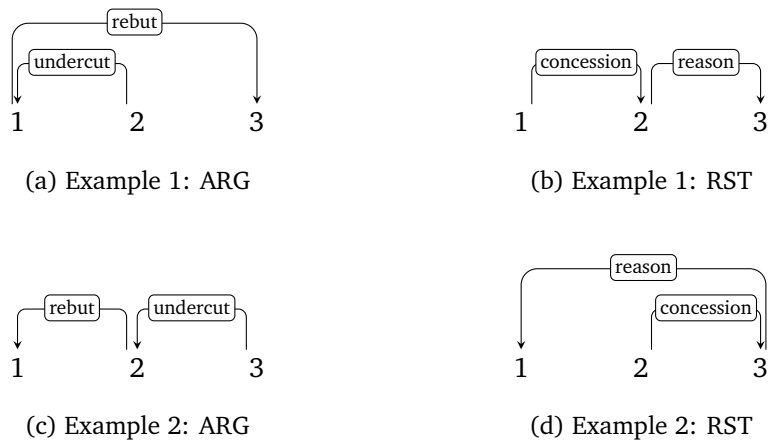 rebut
undercut
concession
reason
1 2 3
1 2 3
(a) Example 1: ARG
(b) Example 1: RST
reason
rebut
undercut
concession
1 2 3
1 2 3
(c) Example 2: ARG
(d) Example 2: RST